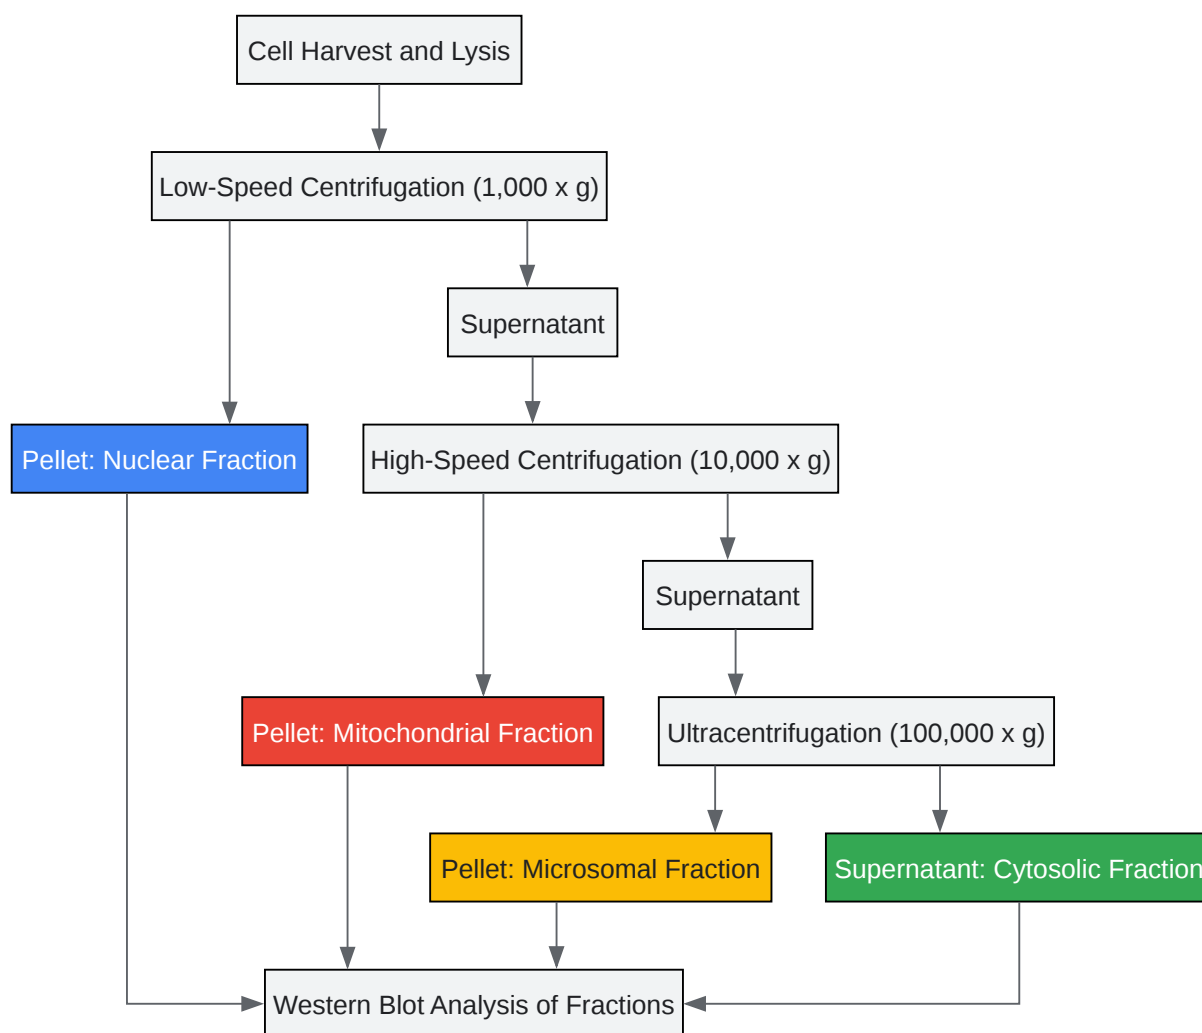 Cell Harvest and Lysis
Low-Speed Centrifugation (1,000 x g)
Supernatant
Pellet: Nuclear Fraction
High-Speed Centrifugation (10,000 x g)
Supernatant
Pellet: Mitochondrial Fraction
Ultracentrifugation (100,000 x g)
Pellet: Microsomal Fraction
Supernatant: Cytosolic Fraction
Western Blot Analysis of Fractions